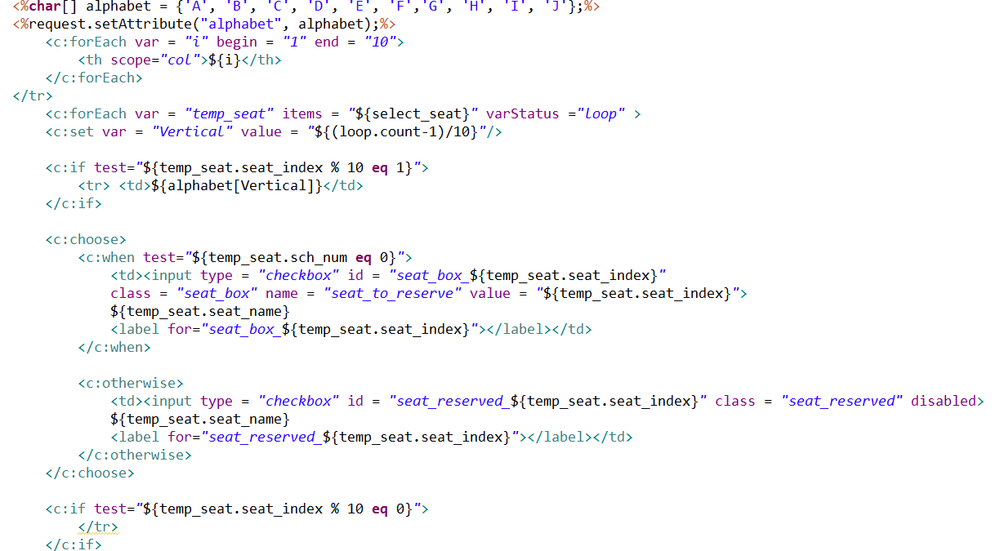 <%char[] alphabet = {'A', 'B', 'C', 'D', 'E', 'F','G', 'H', 'I', 'J'};%>
<%request.setAttribute("alphabet", alphabet);%>
    <c:forEach var = "i" begin = "1" end = "10">
        <th scope="col">${i}</th>
    </c:forEach>
</tr>
    <c:forEach var = "temp_seat" items = "${select_seat}" varStatus ="loop" >
    <c:set var = "Vertical" value = "${(loop.count-1)/10}"/>

    <c:if test="${temp_seat.seat_index % 10 eq 1}">
        <tr> <td>${alphabet[Vertical]}</td>
    </c:if>

    <c:choose>
        <c:when test="${temp_seat.sch_num eq 0}">
            <td><input type = "checkbox" id = "seat_box_${temp_seat.seat_index}"
            class = "seat_box" name = "seat_to_reserve" value = "${temp_seat.seat_index}">
            ${temp_seat.seat_name}
            <label for="seat_box_${temp_seat.seat_index}"></label></td>
        </c:when>

        <c:otherwise>
            <td><input type = "checkbox" id = "seat_reserved_${temp_seat.seat_index}" class = "seat_reserved" disabled>
            ${temp_seat.seat_name}
            <label for="seat_reserved_${temp_seat.seat_index}"></label></td>
        </c:otherwise>
    </c:choose>

    <c:if test="${temp_seat.seat_index % 10 eq 0}">
        </tr>
    </c:if>